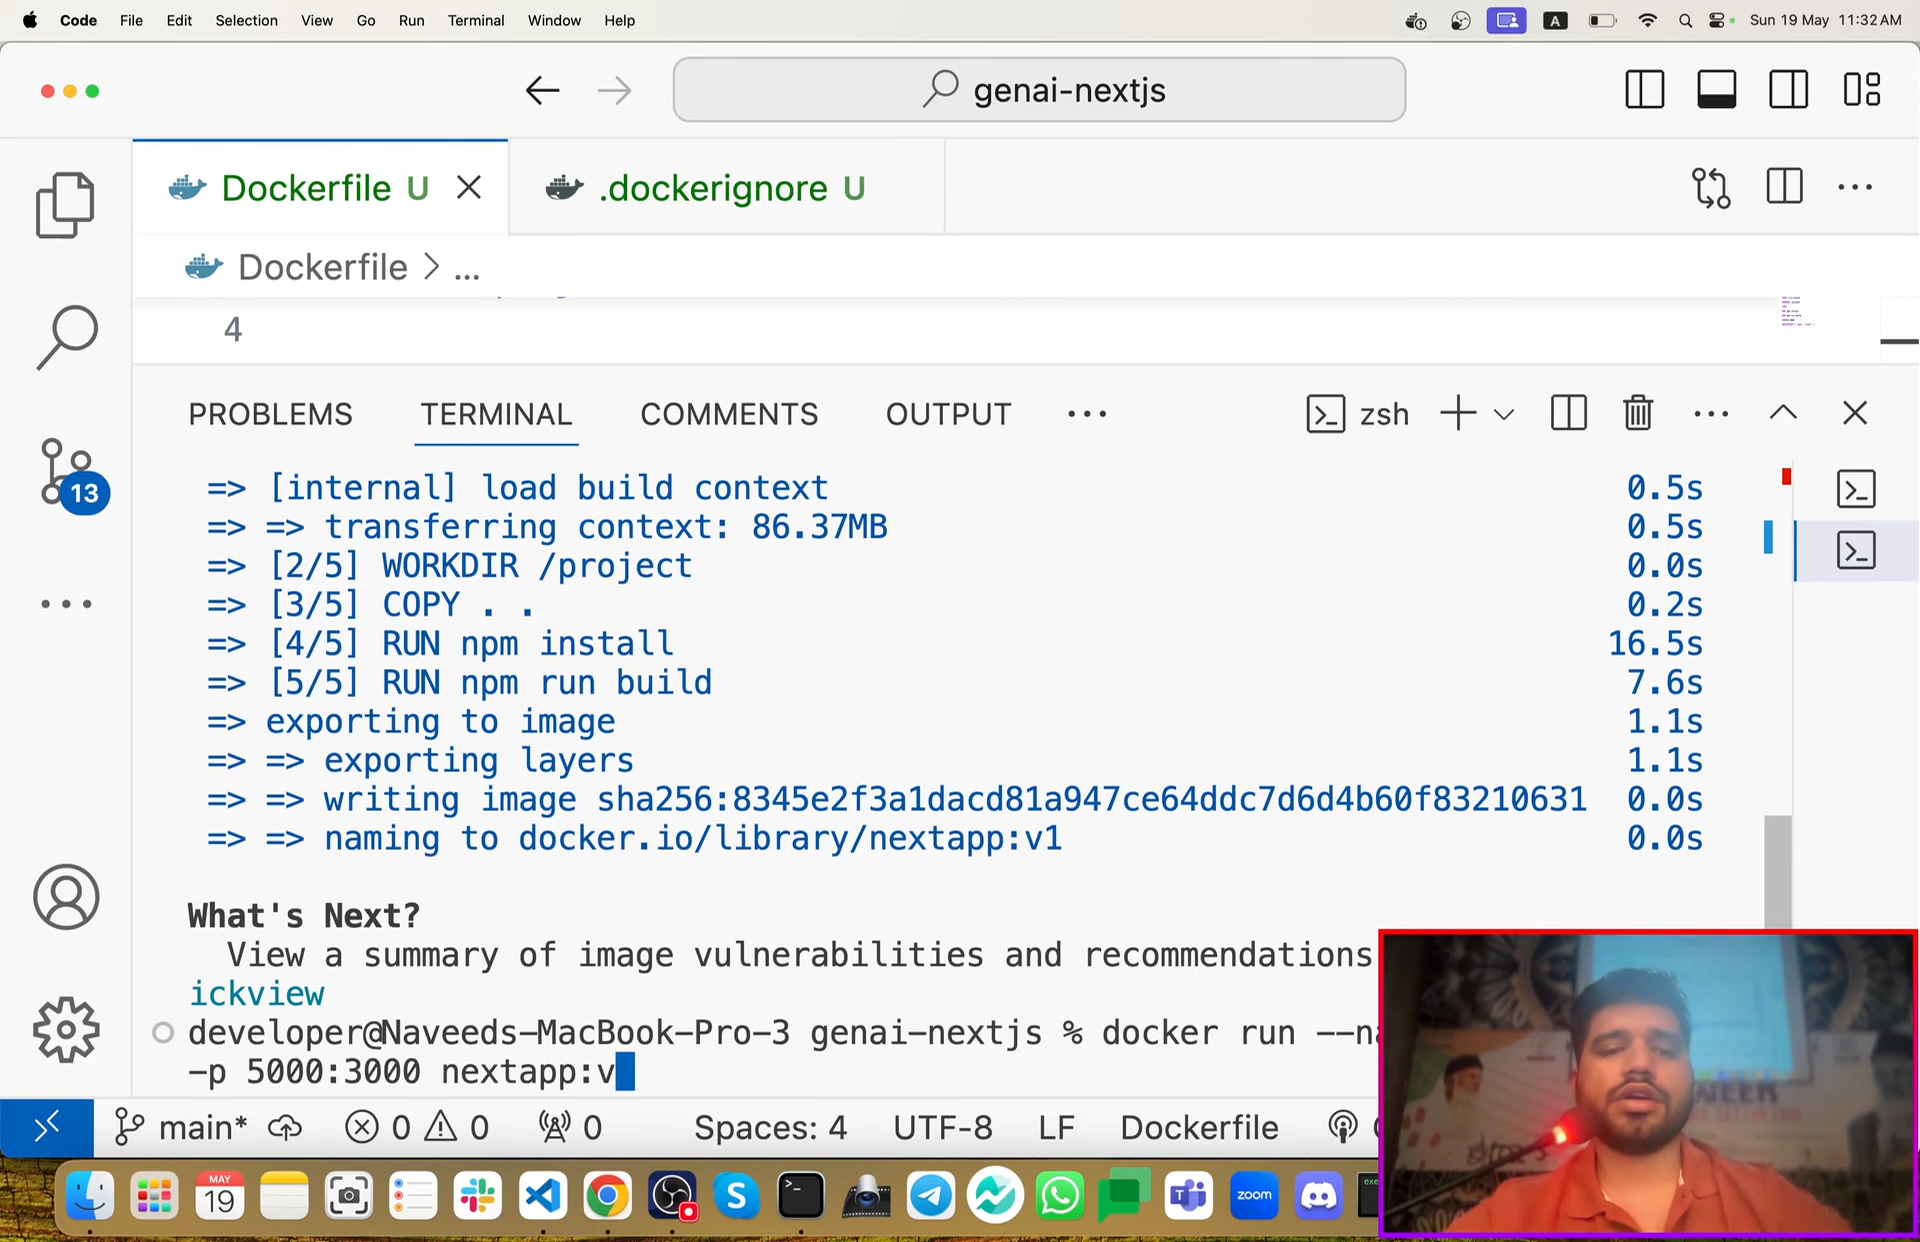 Code File Edit Selection View Go Run Terminal Window Help A Sun 19 May 11:32 AM
genai-nextjs
Dockerfile U .dockerignore U
Dockerfile > ...
4
PROBLEMS TERMINAL COMMENTS OUTPUT ... zsh
=> [internal] load build context 0.5s
=> => transferring context: 86.37MB 0.5s
=> [2/5] WORKDIR /project 0.0s
=> [3/5] COPY . . 0.2s
=> [4/5] RUN npm install 16.5s
=> [5/5] RUN npm run build 7.6s
=> exporting to image 1.1s
=> => exporting layers 1.1s
=> => writing image sha256:8345e2f3a1dacd81a947ce64ddc7d6d4b60f83210631 0.0s
=> => naming to docker.io/library/nextapp:v1 0.0s
13
What's Next?
View a summary of image vulnerabilities and recommendations
ickview
developer@Naveeds-MacBook-Pro-3 genai-nextjs % docker run --na
-p 5000:3000 nextapp:v
main* 0 0 0 Spaces: 4 UTF-8 LF Dockerfile
MAY
19
zoom
WEEK